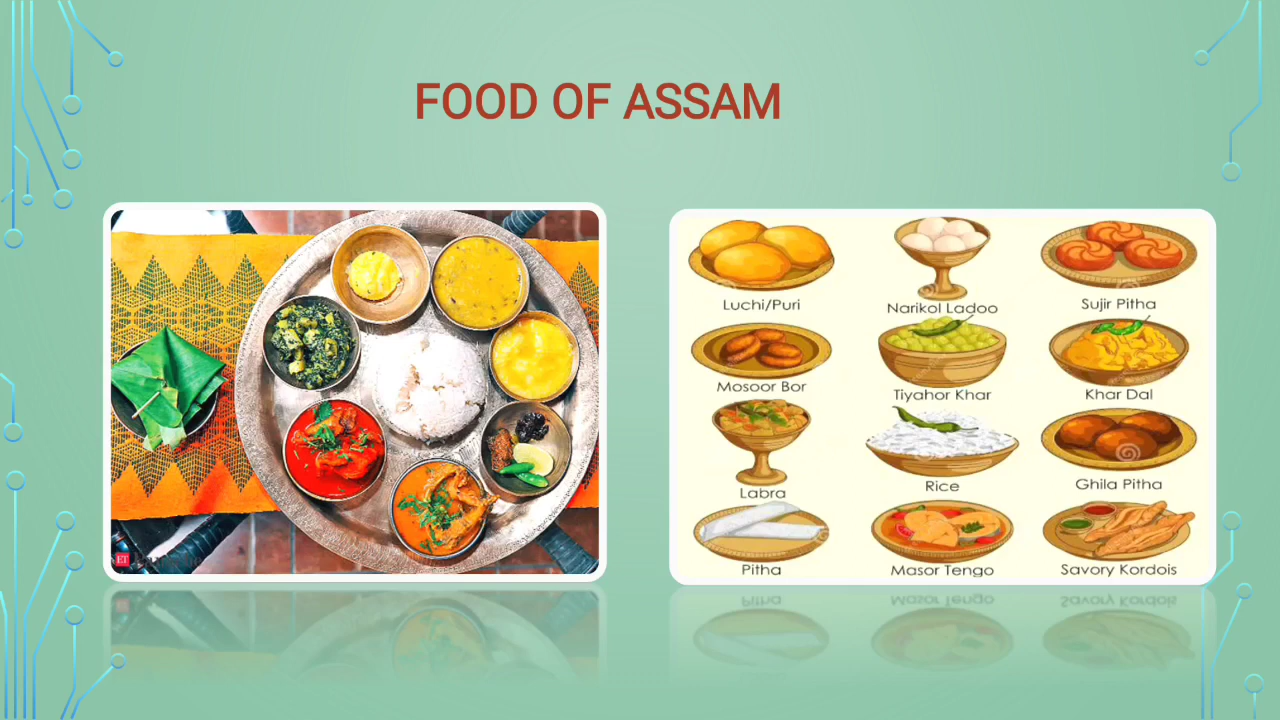 FOOD OF ASSAM
ET
Luchi/Puri
Narikol Ladoo
Sujir Pitha
Mosoor Bor
Tiyahor Khar
Khar Dal
Labra
Rice
Ghila Pitha
Pitha
Masor Tengo
Savory Kordois